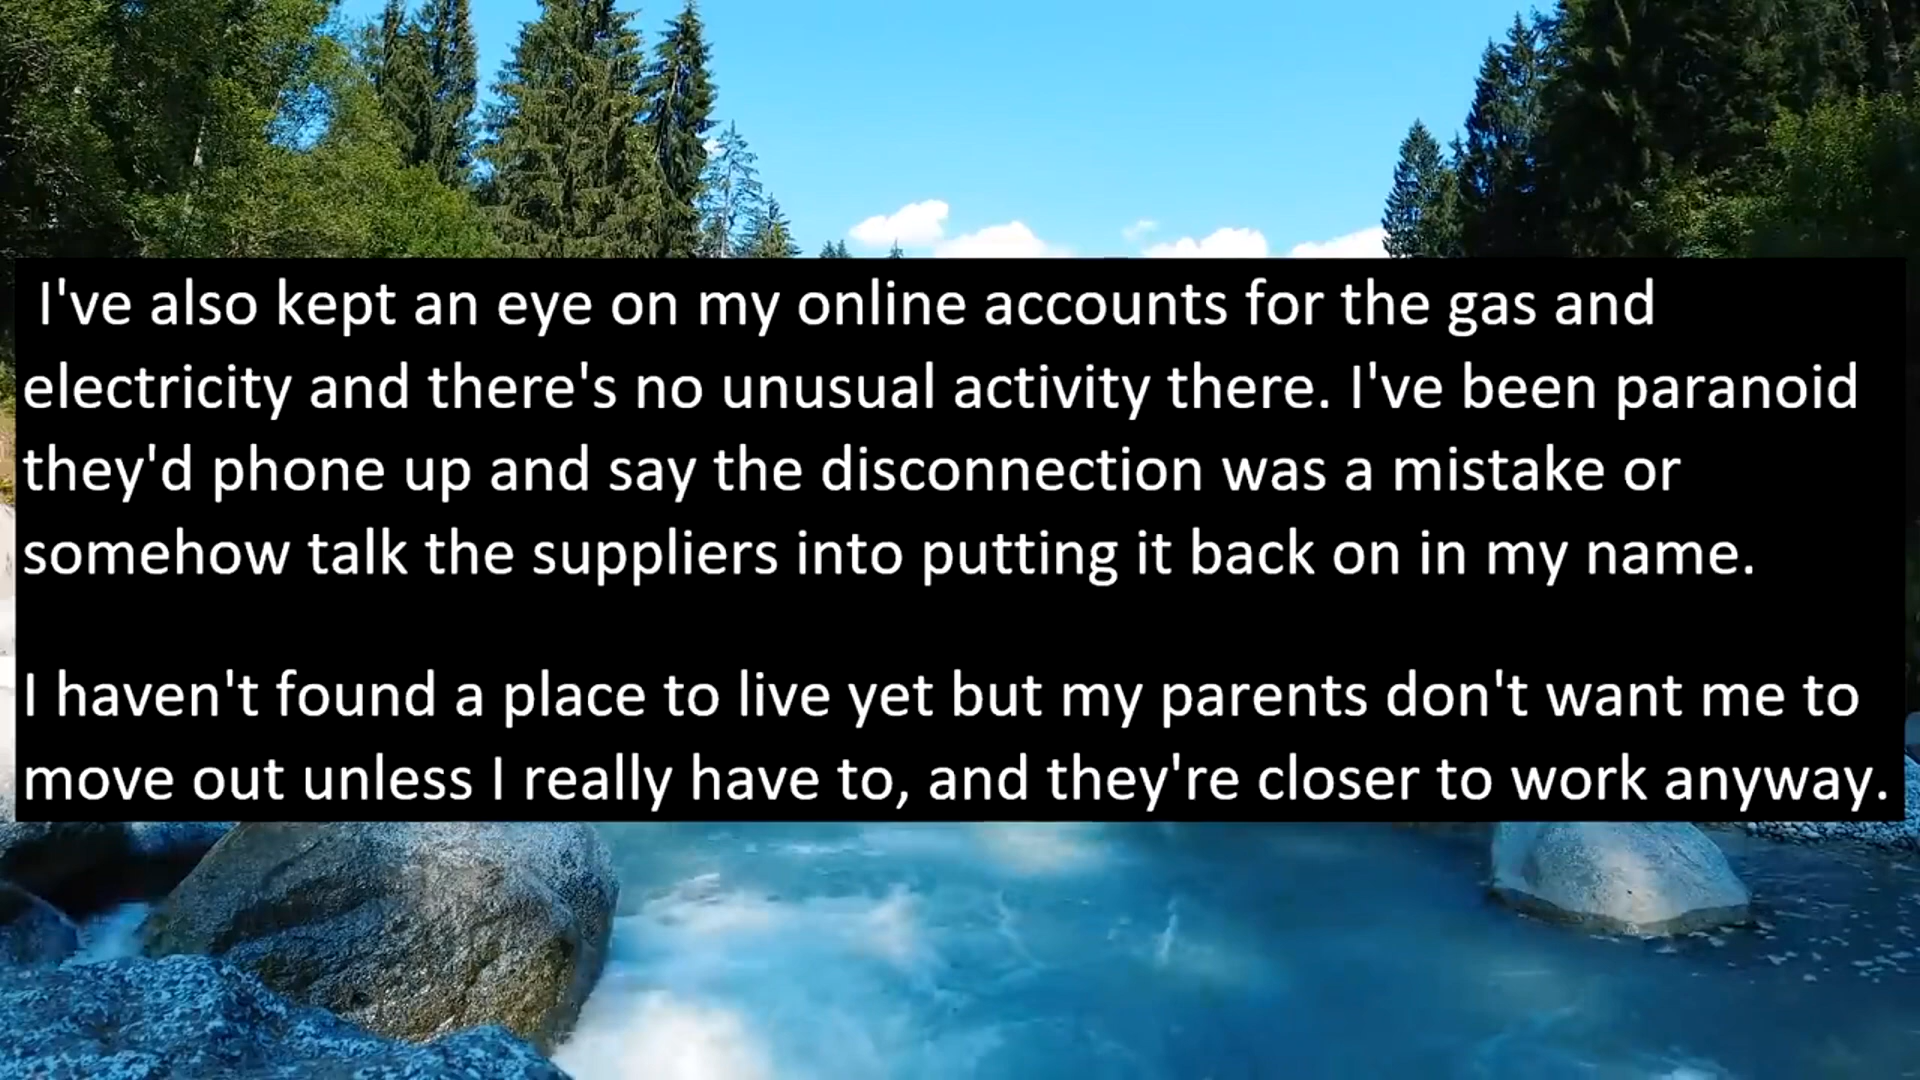 I've also kept an eye on my online accounts for the gas and
electricity and there's no unusual activity there. I've been paranoid
they'd phone up and say the disconnection was a mistake or
somehow talk the suppliers into putting it back on in my name.
I haven't found a place to live yet but my parents don't want me to
move out unless I really have to, and they're closer to work anyway.